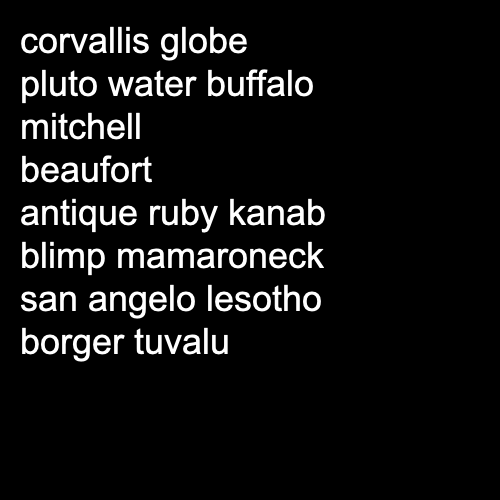 corvallis globe
pluto water buffalo
mitchell
beaufort
antique ruby kanab
blimp mamaroneck
san angelo lesotho
borger tuvalu